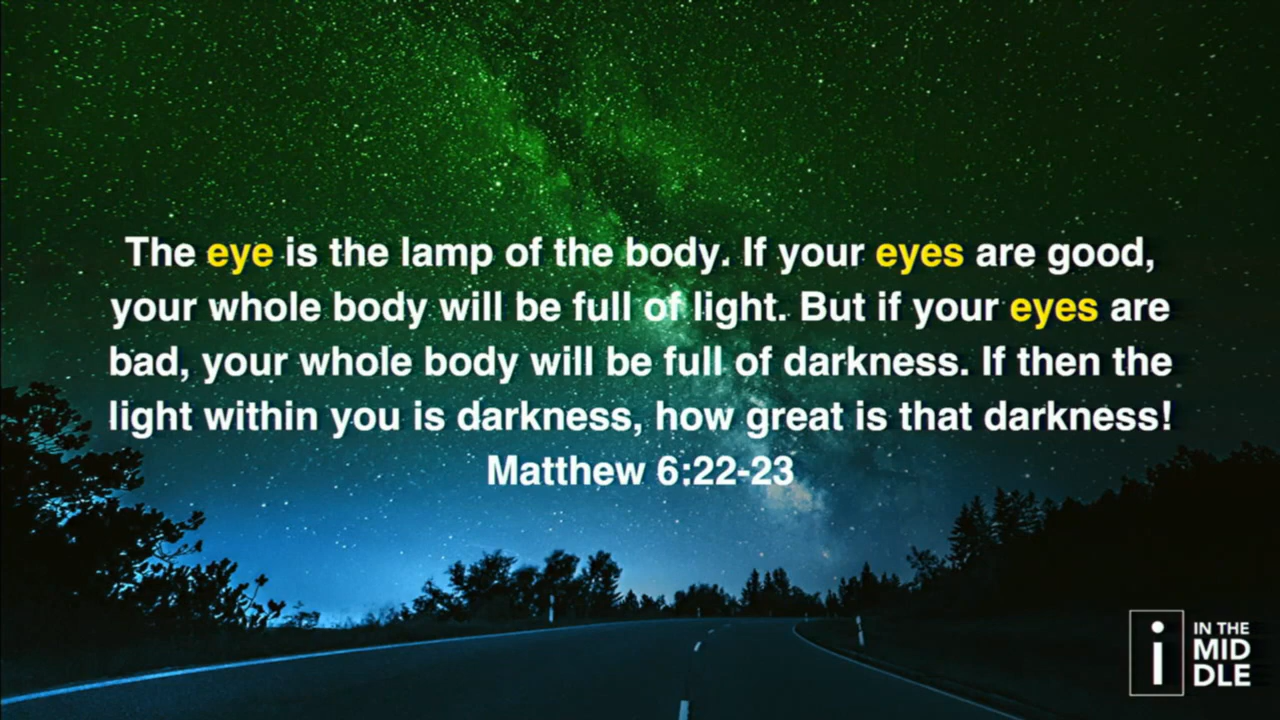 The eye is the lamp of the body. If your eyes are good,
your whole body will be full of light. But if your eyes are
bad, your whole body will be full of darkness. If then the
light within you is darkness, how great is that darkness!
Matthew 6:22-23
i
IN THE
MID
DLE